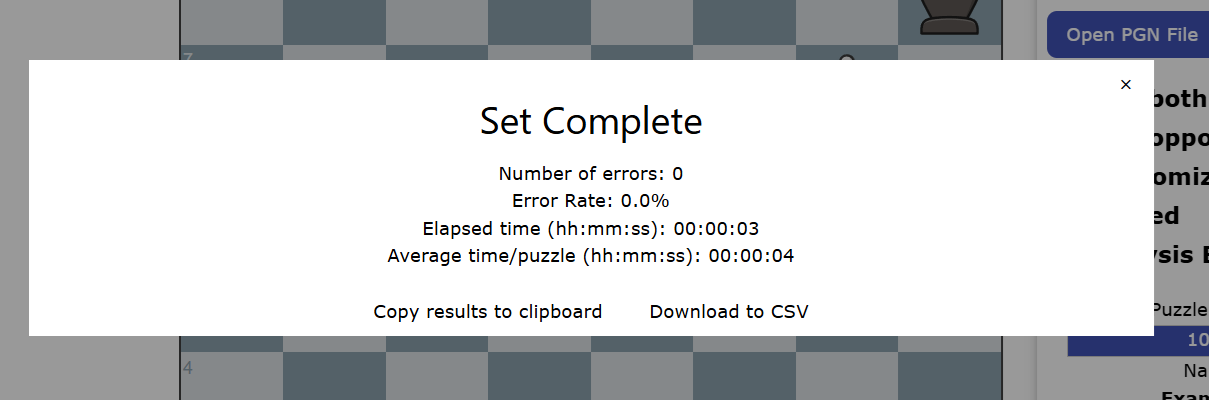 7
Open PGN File
×
both
oppo
Set Complete
omiz
Number of errors: 0
Error Rate: 0.0%
ed
Elapsed time (hh:mm:ss): 00:00:03
Average time/puzzle (hh:mm:ss): 00:00:04
ysis E
Copy results to clipboard Download to CSV
Puzzle
10
4
Na
Exam